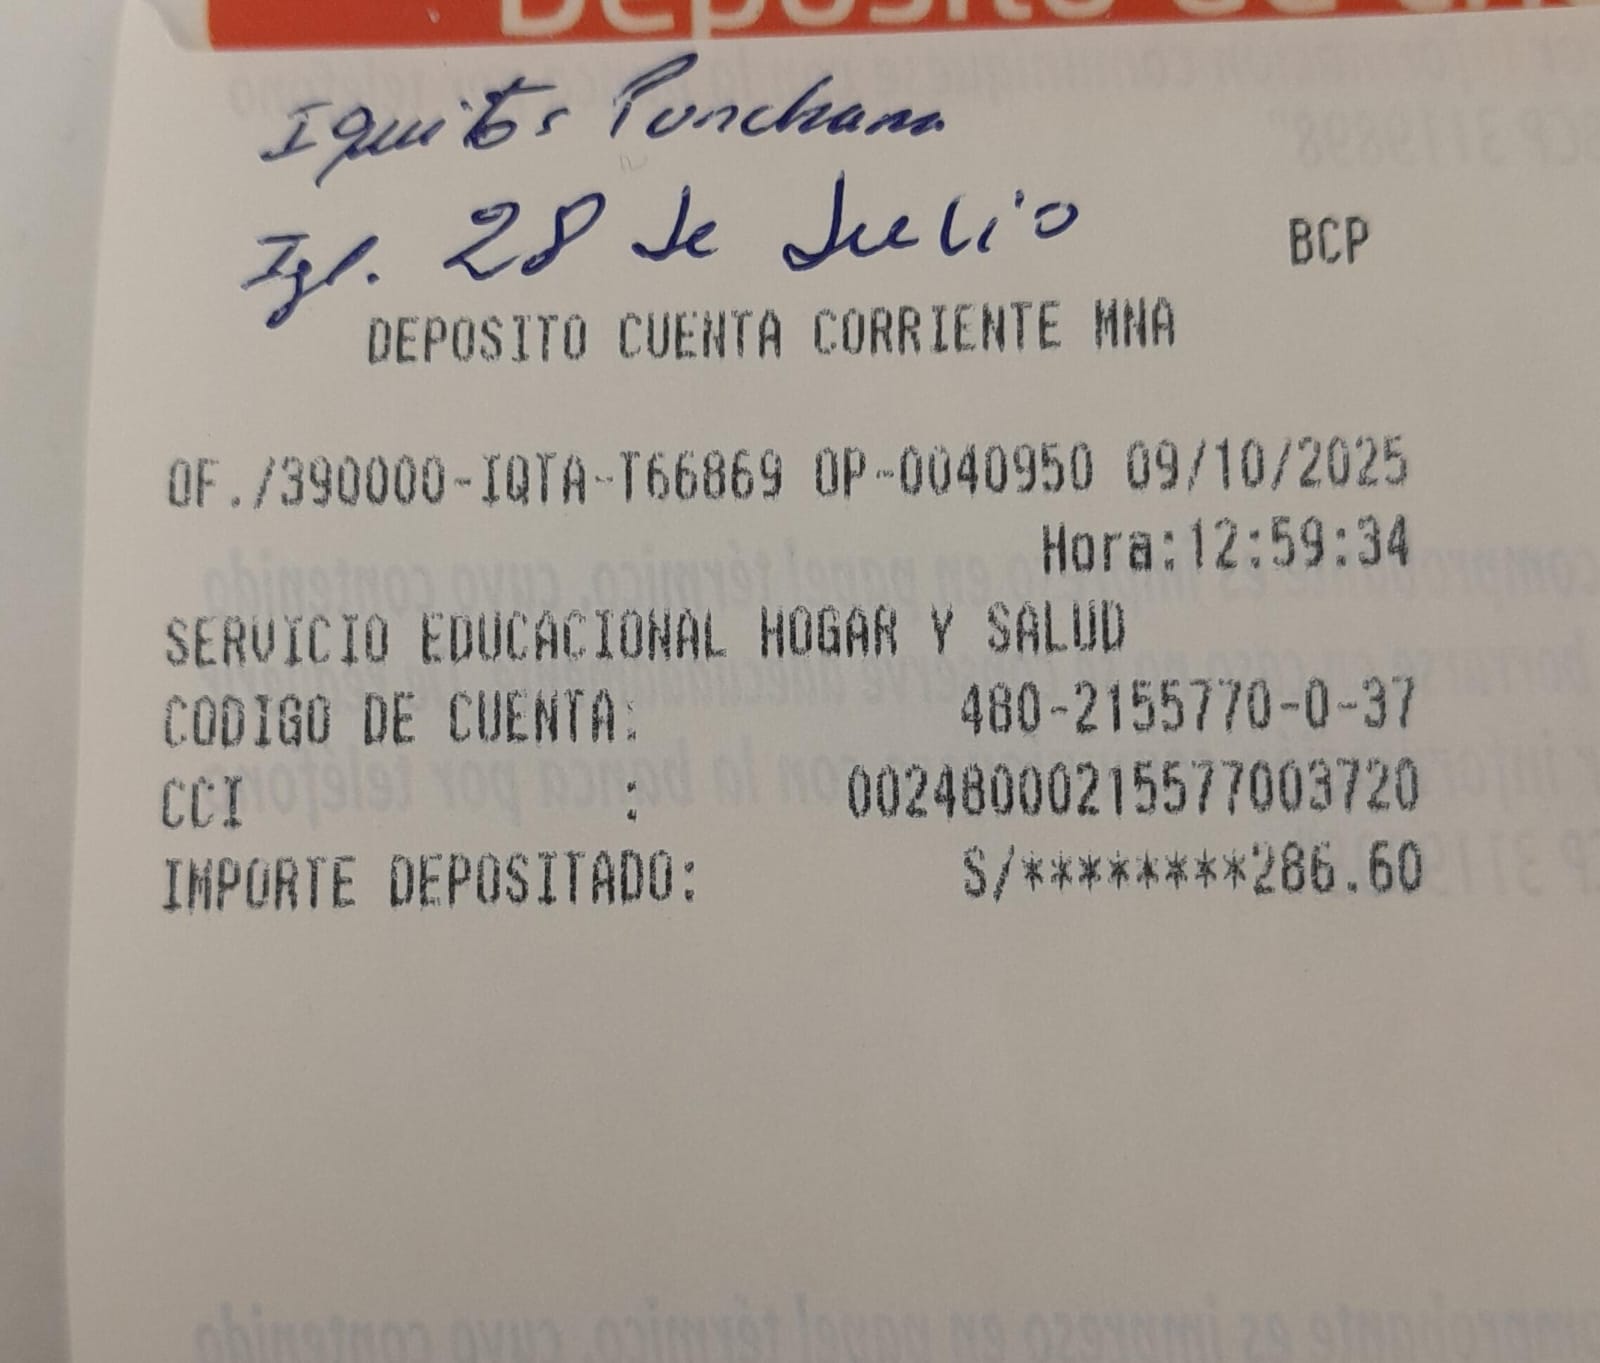 Deposito de
Iquitos Punchana
Igl. 28 de Julio
BCP
DEPOSITO CUENTA CORRIENTE MNA
OF./390000-IQTA-T66869 OP-0040950 09/10/2025
Hora:12:59:34
SERVICIO EDUCACIONAL HOGAR Y SALUD
CODIGO DE CUENTA: 480-2155770-0-37
CCI : 00248000215577003720
IMPORTE DEPOSITADO: S/********286.60